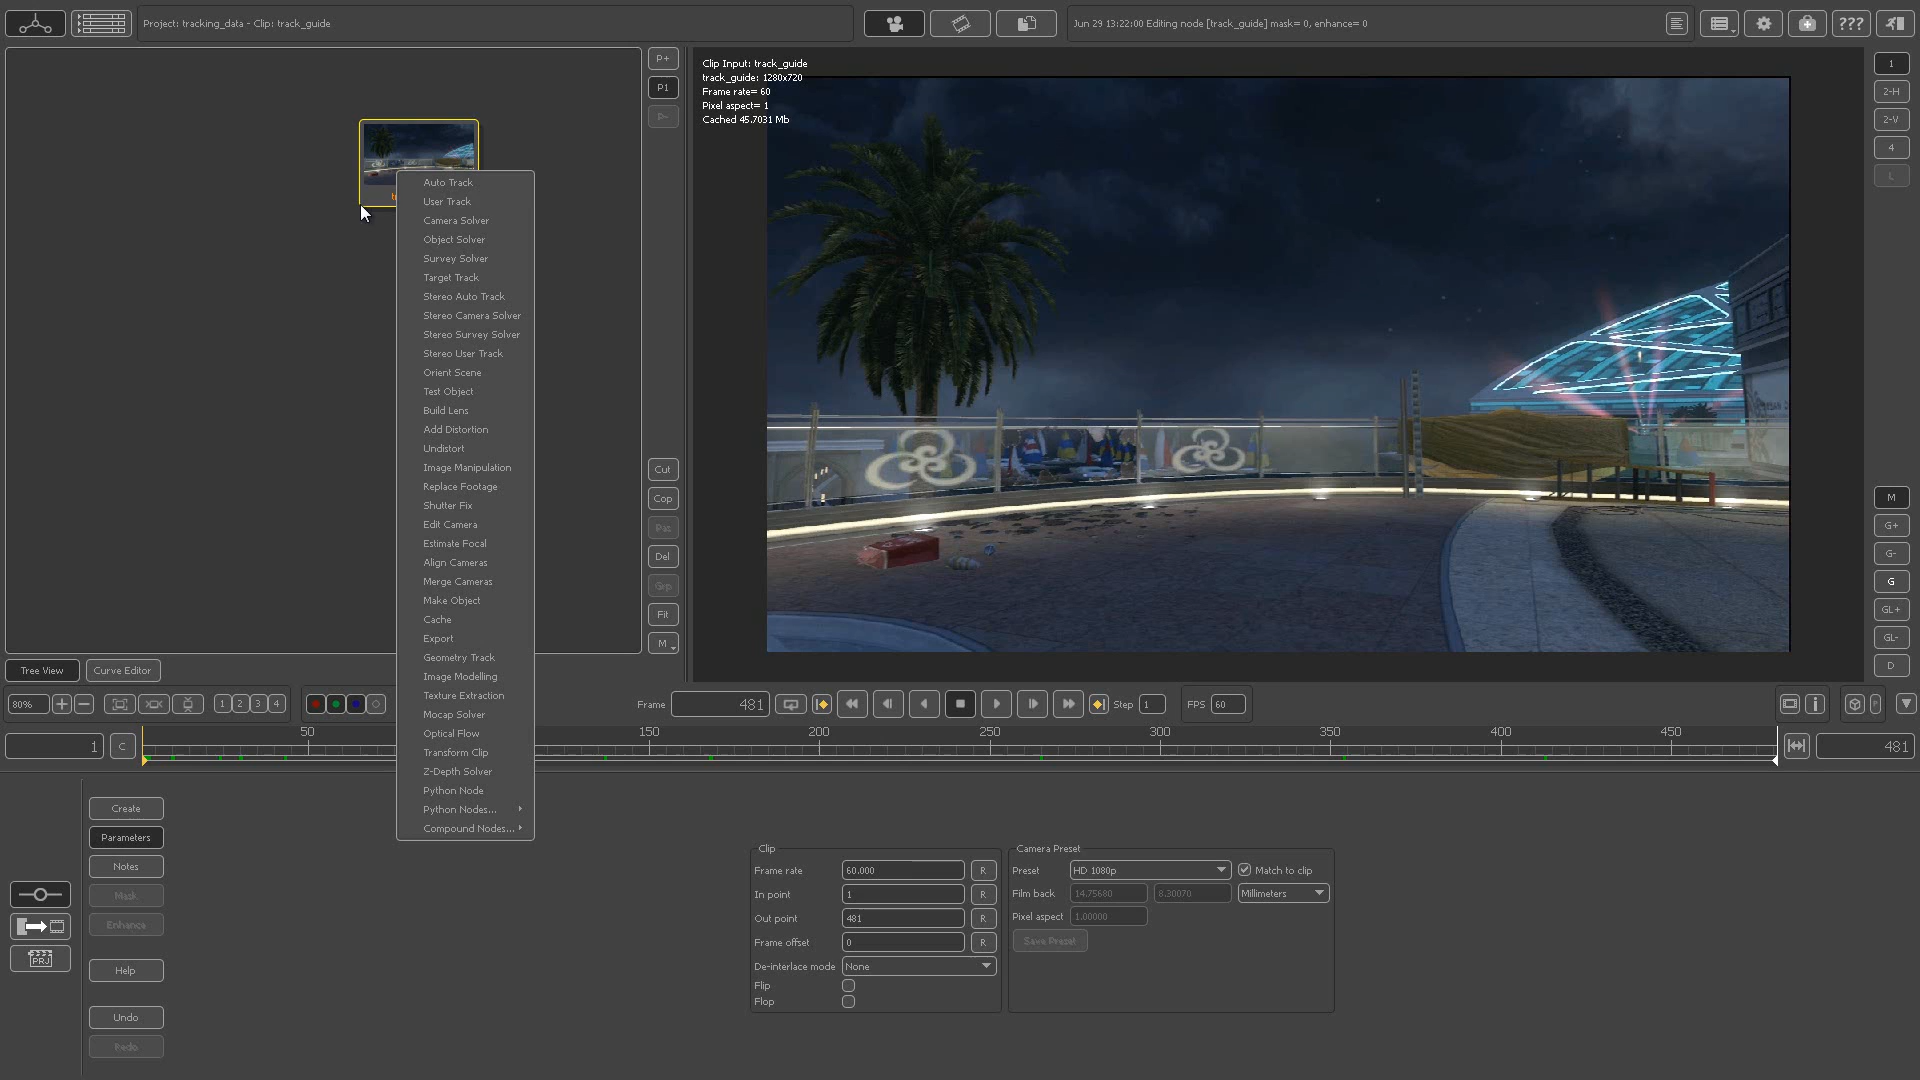 Project: tracking_data - Clip: track_guide
Jun 29 13:22:00 Editing node [track_guide] mask= 0, enhance= 0
???
P+
P1
Clip Input: track_guide
track_guide: 1280x720
Frame rate= 60
Pixel aspect= 1
Cached 45.7031 Mb
1
2-H
2-V
4
L
Auto Track
User Track
Camera Solver
Object Solver
Survey Solver
Target Track
Stereo Auto Track
Stereo Camera Solver
Stereo Survey Solver
Stereo User Track
Orient Scene
Test Object
Build Lens
Add Distortion
Undistort
Image Manipulation
Replace Footage
Shutter Fix
Edit Camera
Estimate Focal
Align Cameras
Merge Cameras
Make Object
Cache
Export
Geometry Track
Image Modelling
Texture Extraction
Mocap Solver
Optical Flow
Transform Clip
Z-Depth Solver
Python Node
Python Nodes...
Compound Nodes...
Cut
Cop
Pas
Del
Grp
Fit
M
M
G+
G-
G
GL+
GL-
D
Tree View
Curve Editor
80%
1 2 3 4
Frame 481
Step 1
FPS 60
P
1
C
50 150 200 250 300 350 400 450
481
Create
Parameters
Notes
Mask
Enhance
Help
Undo
Redo
PRJ
Clip
Frame rate 60.000 R
In point 1 R
Out point 481 R
Frame offset 0 R
De-interlace mode None
Flip
Flop
Camera Preset
Preset HD 1080p Match to clip
Film back 14.75680 8.30070 Millimeters
Pixel aspect 1.00000
Save Preset